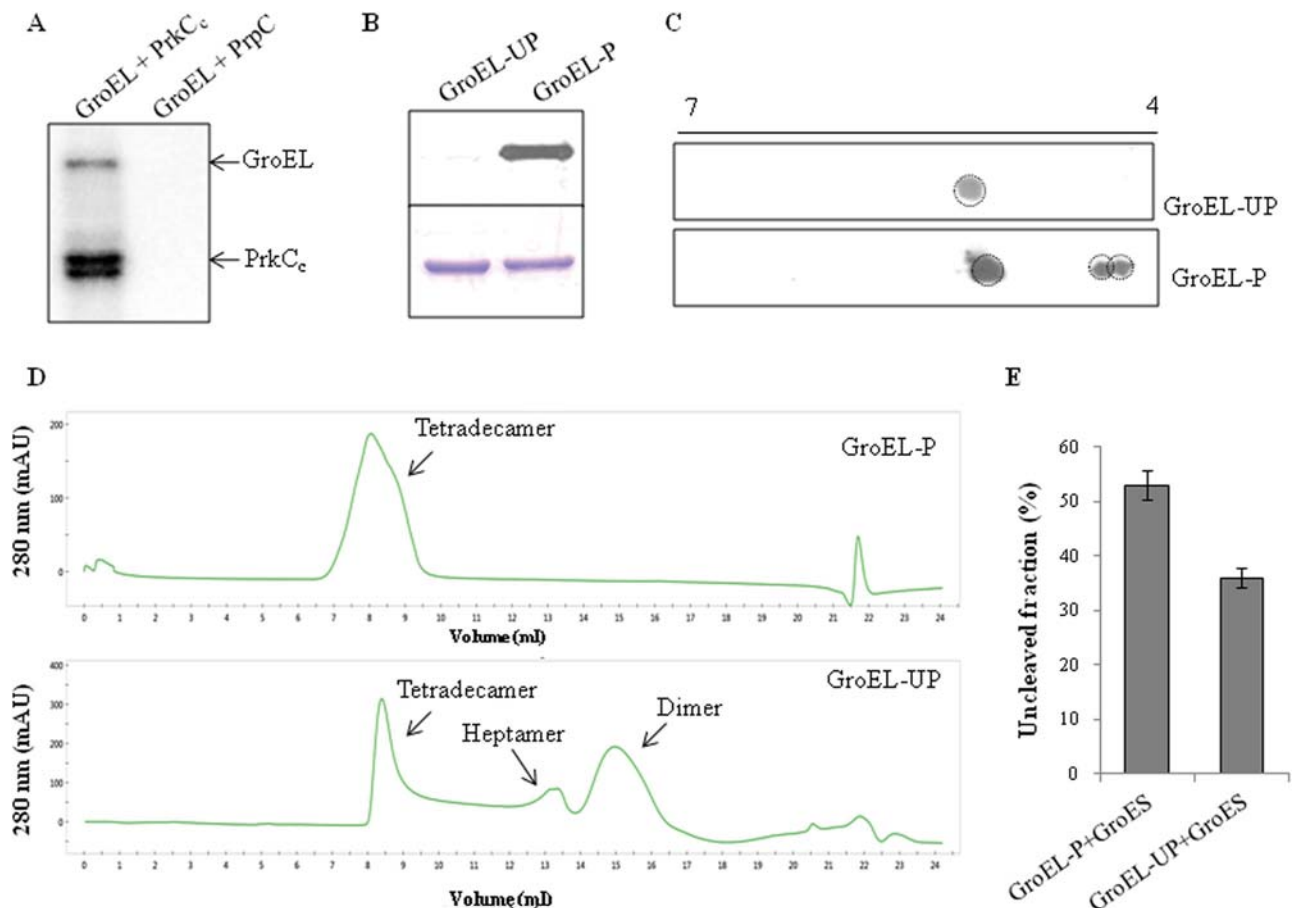 A
GroEL + PrkCc
GroEL + PrpC
GroEL
PrkCc
B
GroEL-UP
GroEL-P
C
7 4
GroEL-UP
GroEL-P
D
280 nm (mAU)
200
100
0
Tetradecamer
GroEL-P
0 1 2 3 4 5 6 7 8 9 10 11 12 13 14 15 16 17 18 19 20 21 22 23 24
Volume (ml)
280 nm (mAU)
400
300
200
100
0
Tetradecamer
Heptamer
Dimer
GroEL-UP
0 1 2 3 4 5 6 7 8 9 10 11 12 13 14 15 16 17 18 19 20 21 22 23 24
Volume (ml)
E
Uncleaved fraction (%)
60
50
40
30
20
10
0
GroEL-P+GroES
GroEL-UP+GroES